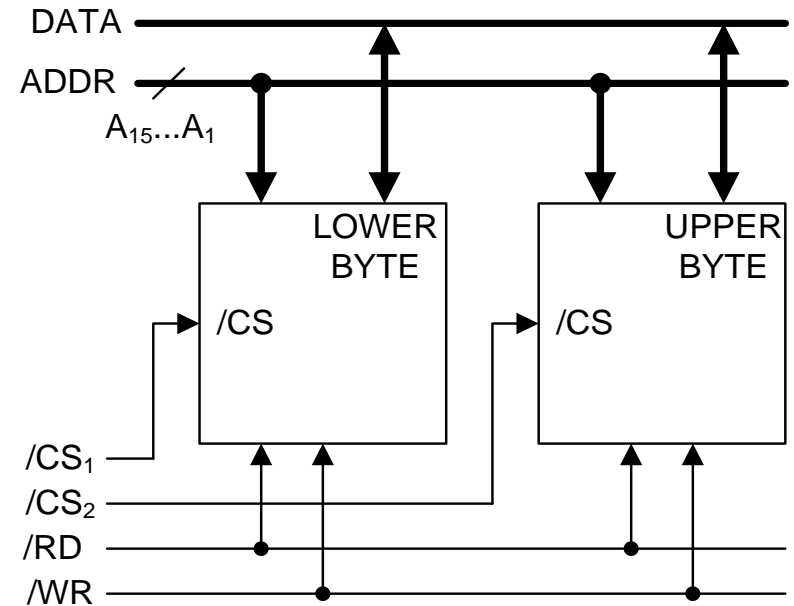 DATA
ADDR
A₁₅...A₁
LOWER
BYTE
UPPER
BYTE
/CS
/CS
/CS₁
/CS₂
/RD
/WR